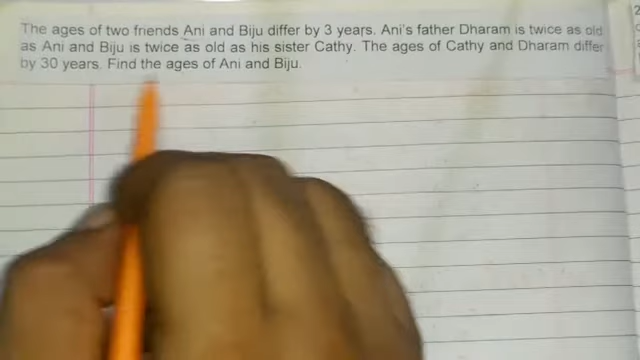 The ages of two friends Ani and Biju differ by 3 years. Ani's father Dharam is twice as old
as Ani and Biju is twice as old as his sister Cathy. The ages of Cathy and Dharam differ
by 30 years. Find the ages of Ani and Biju.